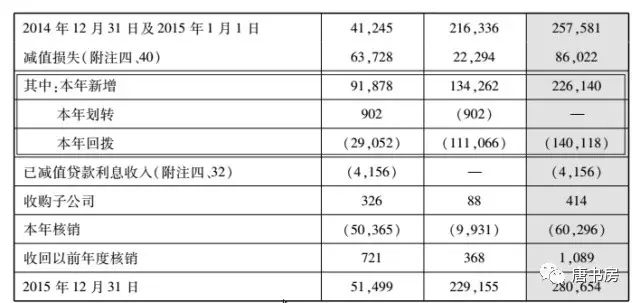 2014 年 12 月 31 日及 2015 年 1 月 1 日 41,245 216,336 257,581
减值损失(附注四、40) 63,728 22,294 86,022
其中:本年新增 91,878 134,262 226,140
本年划转 902 (902) —
本年回拨 (29,052) (111,066) (140,118)
已减值贷款利息收入(附注四、32) (4,156) — (4,156)
收购子公司 326 88 414
本年核销 (50,365) (9,931) (60,296)
收回以前年度核销 721 368 1,089
2015 年 12 月 31 日 51,499 229,155 280,654
唐书房